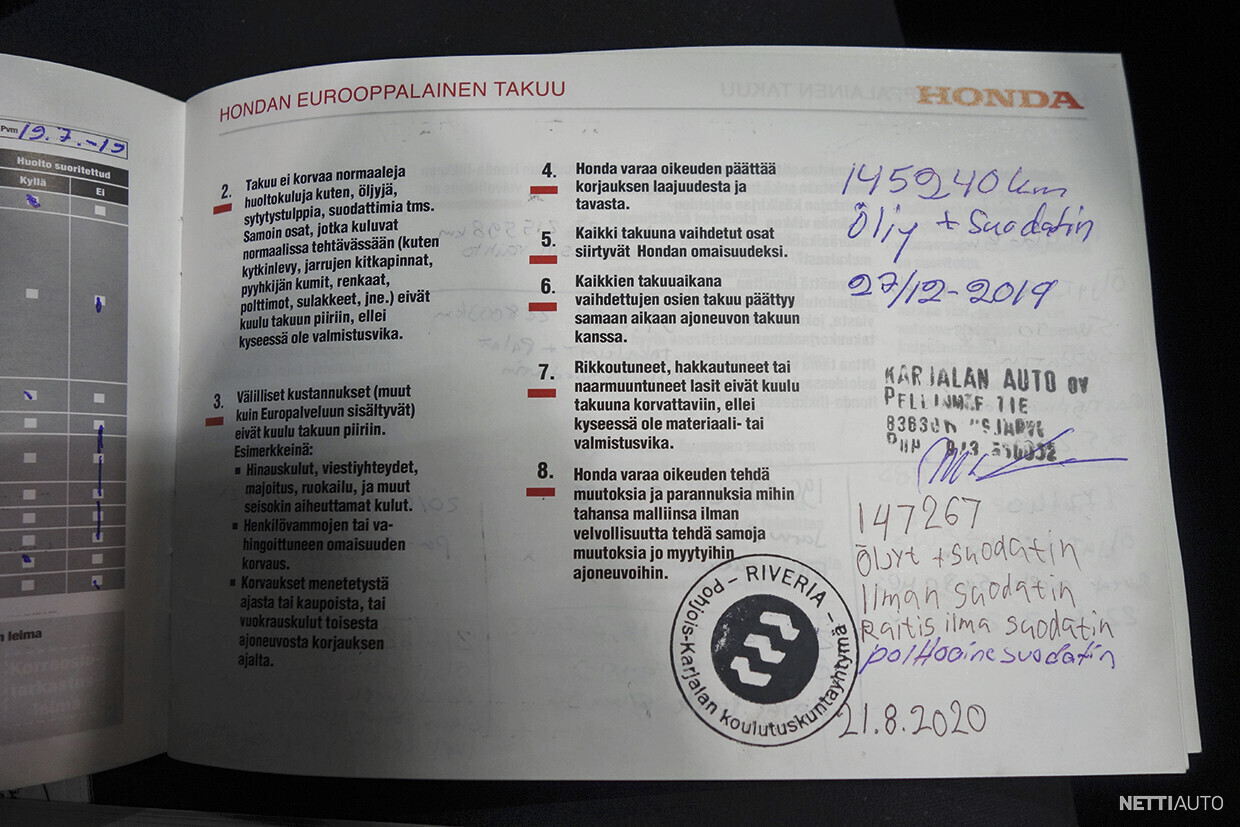 Pvm 19.7.-19
Huolto suoritettud
Kyllä
Ei
n leima
HONDAN EUROOPPALAINEN TAKUU
HONDA
2.
Takuu ei korvaa normaaleja
huoltokuluja kuten, öljyjä,
sytytystulppia, suodattimia tms.
Samoin osat, jotka kuluvat
normaalissa tehtävässään (kuten
kytkinlevy, jarrujen kitkapinnat,
pyyhkijän kumit, renkaat,
polttimot, sulakkeet, jne.) eivät
kuulu takuun piiriin, ellei
kyseessä ole valmistusvika.
3.
Välilliset kustannukset (muut
kuin Europalveluun sisältyvät)
eivät kuulu takuun piiriin.
Esimerkkeinä:
▪ Hinauskulut, viestiyhteydet,
majoitus, ruokailu, ja muut
seisokin aiheuttamat kulut.
▪ Henkilövammojen tai va-
hingoittuneen omaisuuden
korvaus.
▪ Korvaukset menetetystä
ajasta tai kaupoista, tai
vuokrauskulut toisesta
ajoneuvosta korjauksen
ajalta.
4.
Honda varaa oikeuden päättää
korjauksen laajuudesta ja
tavasta.
5.
Kaikki takuuna vaihdetut osat
siirtyvät Hondan omaisuudeksi.
6.
Kaikkien takuuaikana
vaihdettujen osien takuu päättyy
samaan aikaan ajoneuvon takuun
kanssa.
7.
Rikkoutuneet, hakkautuneet tai
naarmuuntuneet lasit eivät kuulu
takuuna korvattaviin, ellei
kyseessä ole materiaali- tai
valmistusvika.
8.
Honda varaa oikeuden tehdä
muutoksia ja parannuksia mihin
tahansa malliinsa ilman
velvollisuutta tehdä samoja
muutoksia jo myytyihin
ajoneuvoihin.
145240 km
Öljy + Suodatin
27/12-2019
KARJALAN AUTO OY
147267
Öljyt + suodatin
Ilman suodatin
Raitis ilma suodatin
polttoaine suodatin
21.8.2020
– RIVERIA –
Pohjois-Karjalan koulutuskuntayhtymä
NETTIAUTO